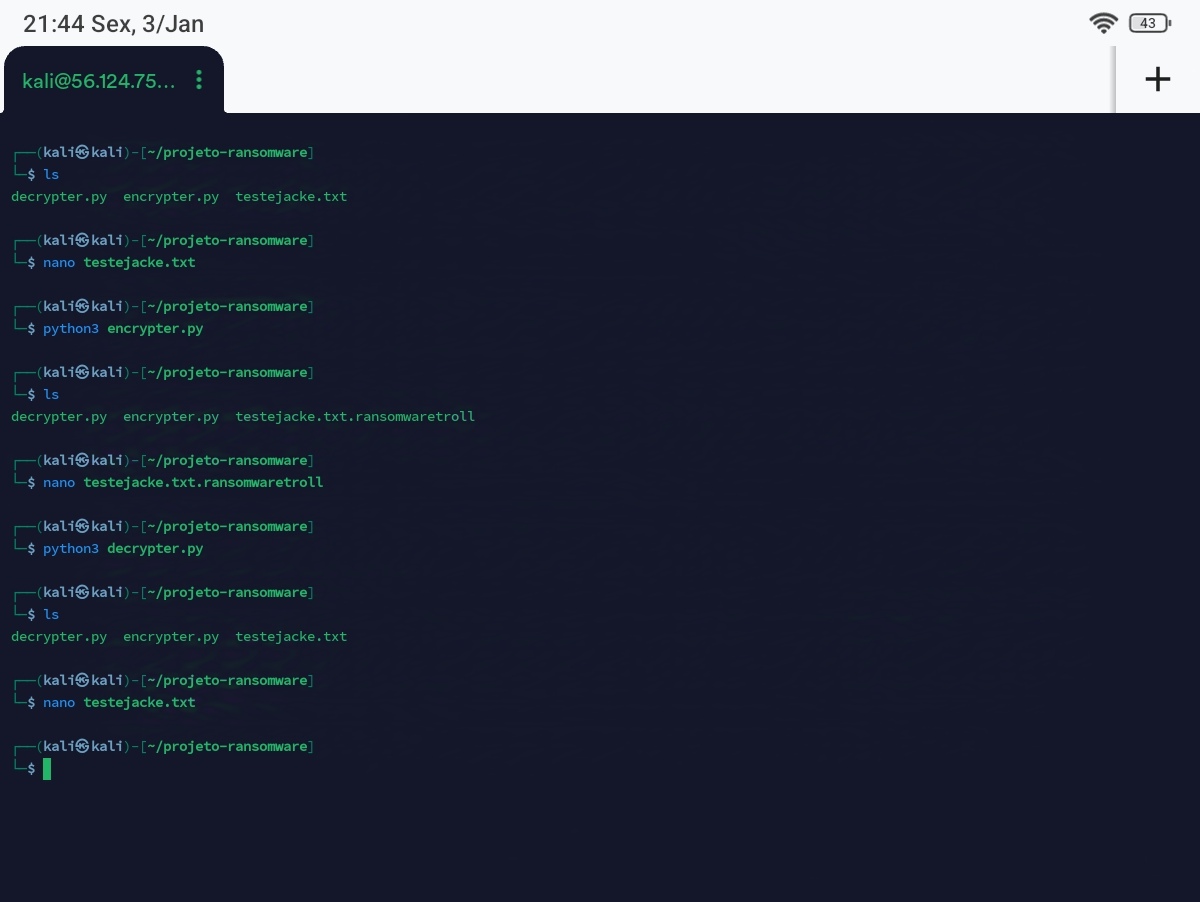 21:44 Sex, 3/Jan
43
kali@56.124.75...
┌──(kali㉿kali)-[~/projeto-ransomware]
└─$ ls
decrypter.py  encrypter.py  testejacke.txt
┌──(kali㉿kali)-[~/projeto-ransomware]
└─$ nano testejacke.txt
┌──(kali㉿kali)-[~/projeto-ransomware]
└─$ python3 encrypter.py
┌──(kali㉿kali)-[~/projeto-ransomware]
└─$ ls
decrypter.py  encrypter.py  testejacke.txt.ransomwaretroll
┌──(kali㉿kali)-[~/projeto-ransomware]
└─$ nano testejacke.txt.ransomwaretroll
┌──(kali㉿kali)-[~/projeto-ransomware]
└─$ python3 decrypter.py
┌──(kali㉿kali)-[~/projeto-ransomware]
└─$ ls
decrypter.py  encrypter.py  testejacke.txt
┌──(kali㉿kali)-[~/projeto-ransomware]
└─$ nano testejacke.txt
┌──(kali㉿kali)-[~/projeto-ransomware]
└─$